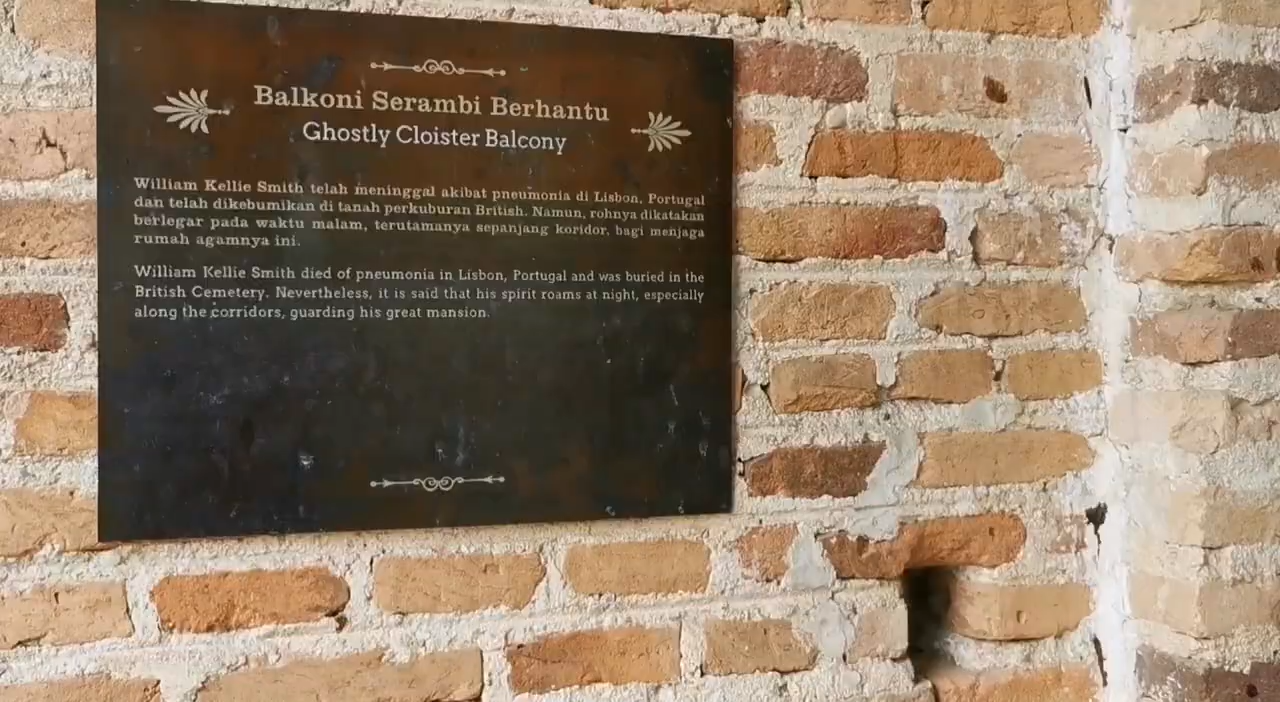 Balkoni Serambi Berhantu
Ghostly Cloister Balcony
William Kellie Smith telah meninggal akibat pneumonia di Lisbon, Portugal
dan telah dikebumikan di tanah perkuburan British. Namun, rohnya dikatakan
berlegar pada waktu malam, terutamanya sepanjang koridor, bagi menjaga
rumah agamnya ini.
William Kellie Smith died of pneumonia in Lisbon, Portugal and was buried in the
British Cemetery. Nevertheless, it is said that his spirit roams at night, especially
along the corridors, guarding his great mansion.